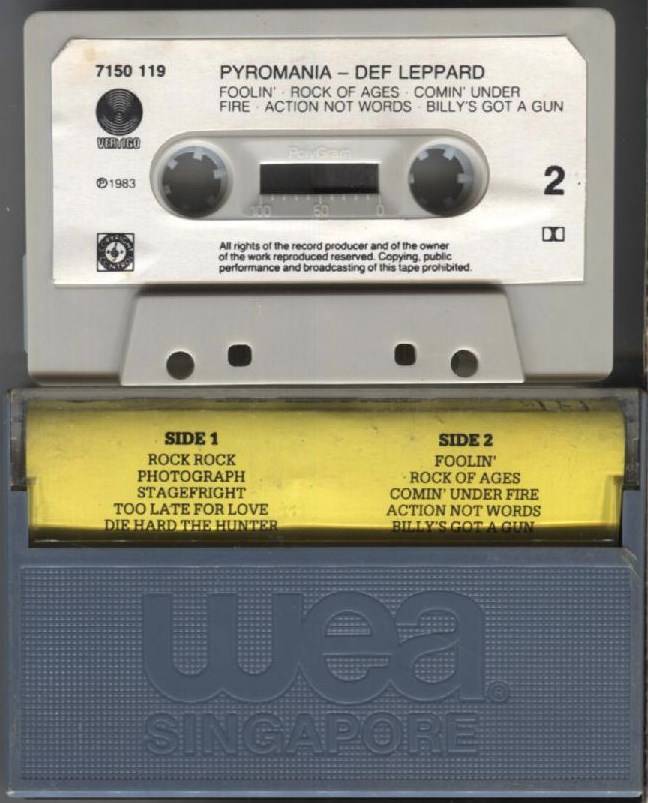 7150 119
PYROMANIA – DEF LEPPARD
FOOLIN' · ROCK OF AGES · COMIN' UNDER
FIRE · ACTION NOT WORDS · BILLY'S GOT A GUN
VERTIGO
PolyGram
℗1983
100 50 0
2
All rights of the record producer and of the owner
of the work reproduced reserved. Copying, public
performance and broadcasting of this tape prohibited.
SIDE 1
ROCK ROCK
PHOTOGRAPH
STAGEFRIGHT
TOO LATE FOR LOVE
DIE HARD THE HUNTER
SIDE 2
FOOLIN'
· ROCK OF AGES
COMIN' UNDER FIRE
ACTION NOT WORDS
BILLY'S GOT A GUN
wea®
SINGAPORE